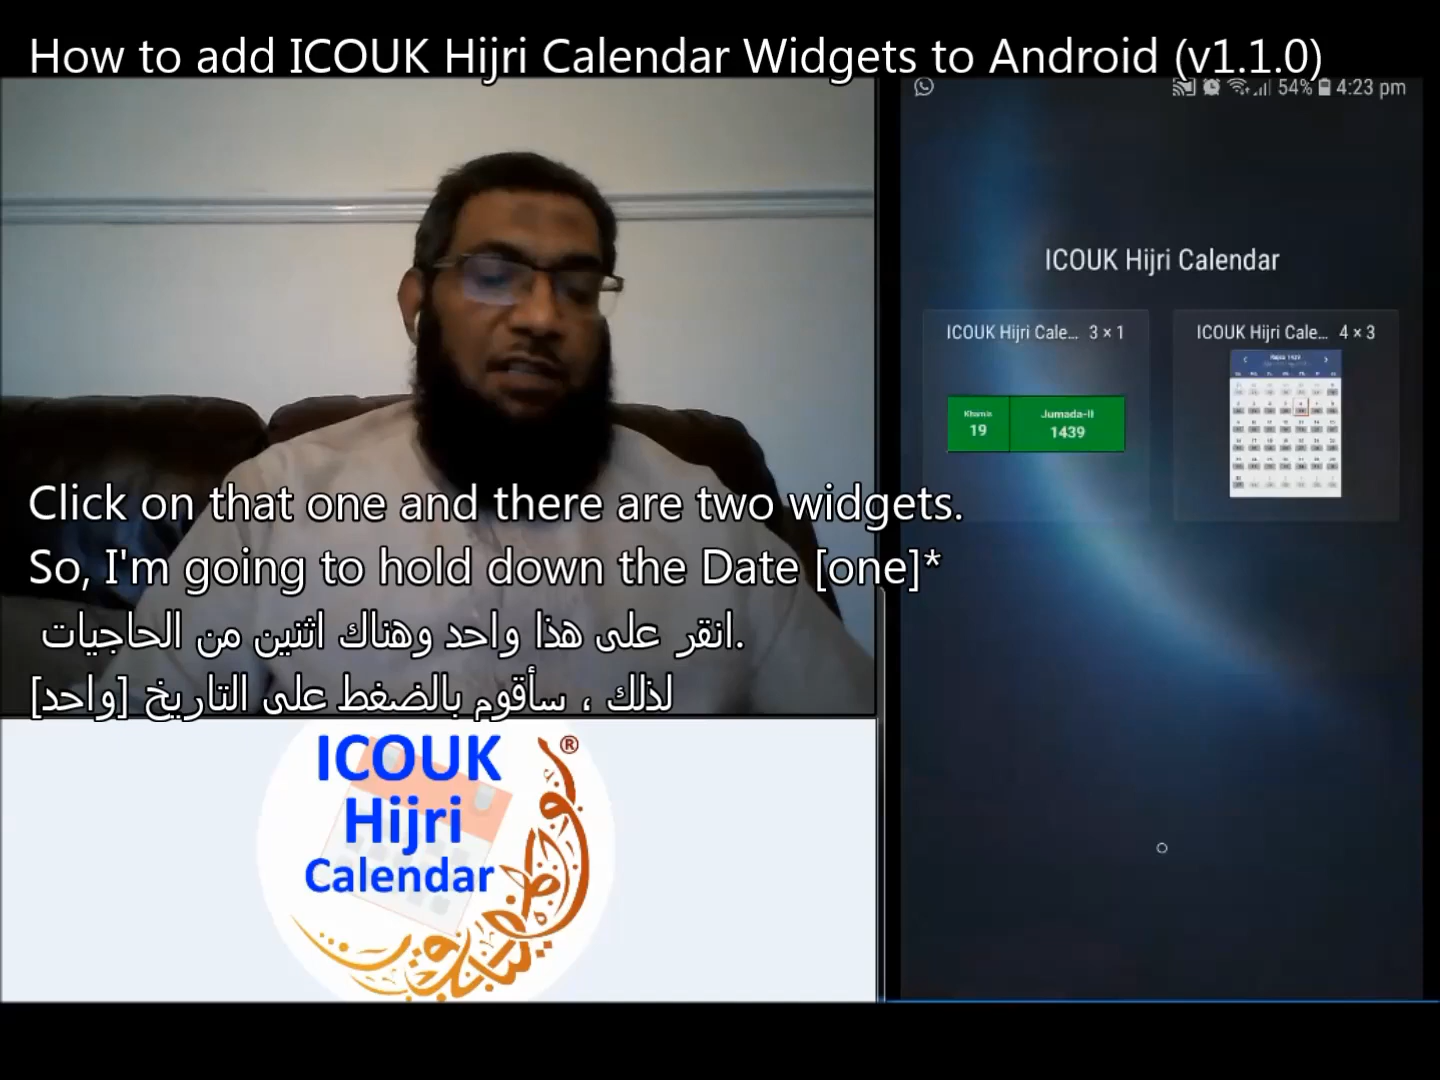 How to add ICOUK Hijri Calendar Widgets to Android (v1.1.0)
54% 4:23 pm
ICOUK Hijri Calendar
ICOUK Hijri Cale... 3 × 1
ICOUK Hijri Cale... 4 × 3
Khamis
19
Jumada-II
1439
Rajab 1439
Click on that one and there are two widgets.
So, I'm going to hold down the Date [one]*
انقر على هذا واحد وهناك اثنين من الحاجيات.
لذلك ، سأقوم بالضغط على التاريخ [واحد]
ICOUK
Hijri
Calendar
®